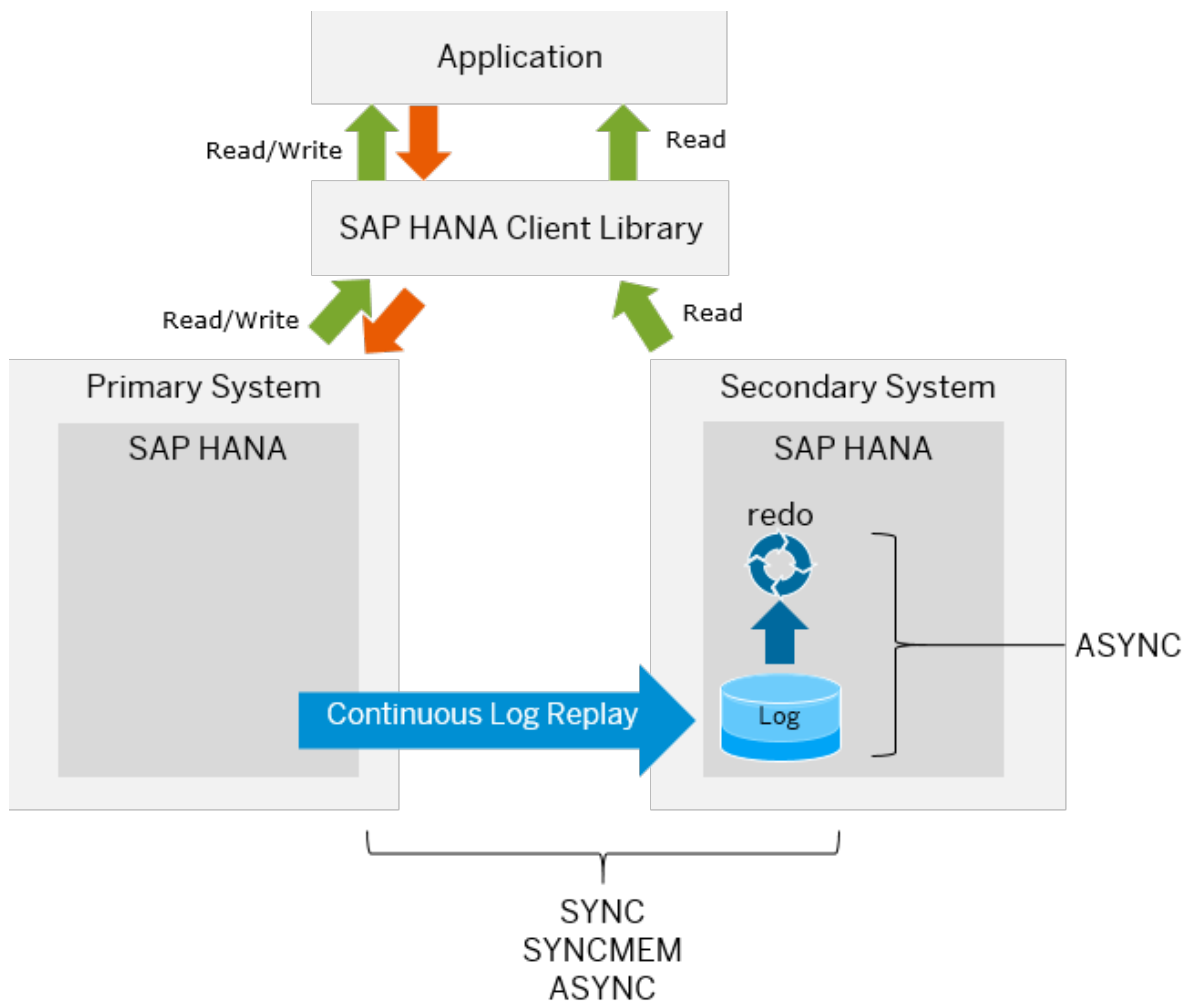 Application
Read/Write
Read
SAP HANA Client Library
Read/Write
Read
Primary System
Secondary System
SAP HANA
SAP HANA
redo
ASYNC
Continuous Log Replay
Log
SYNC
SYNCMEM
ASYNC